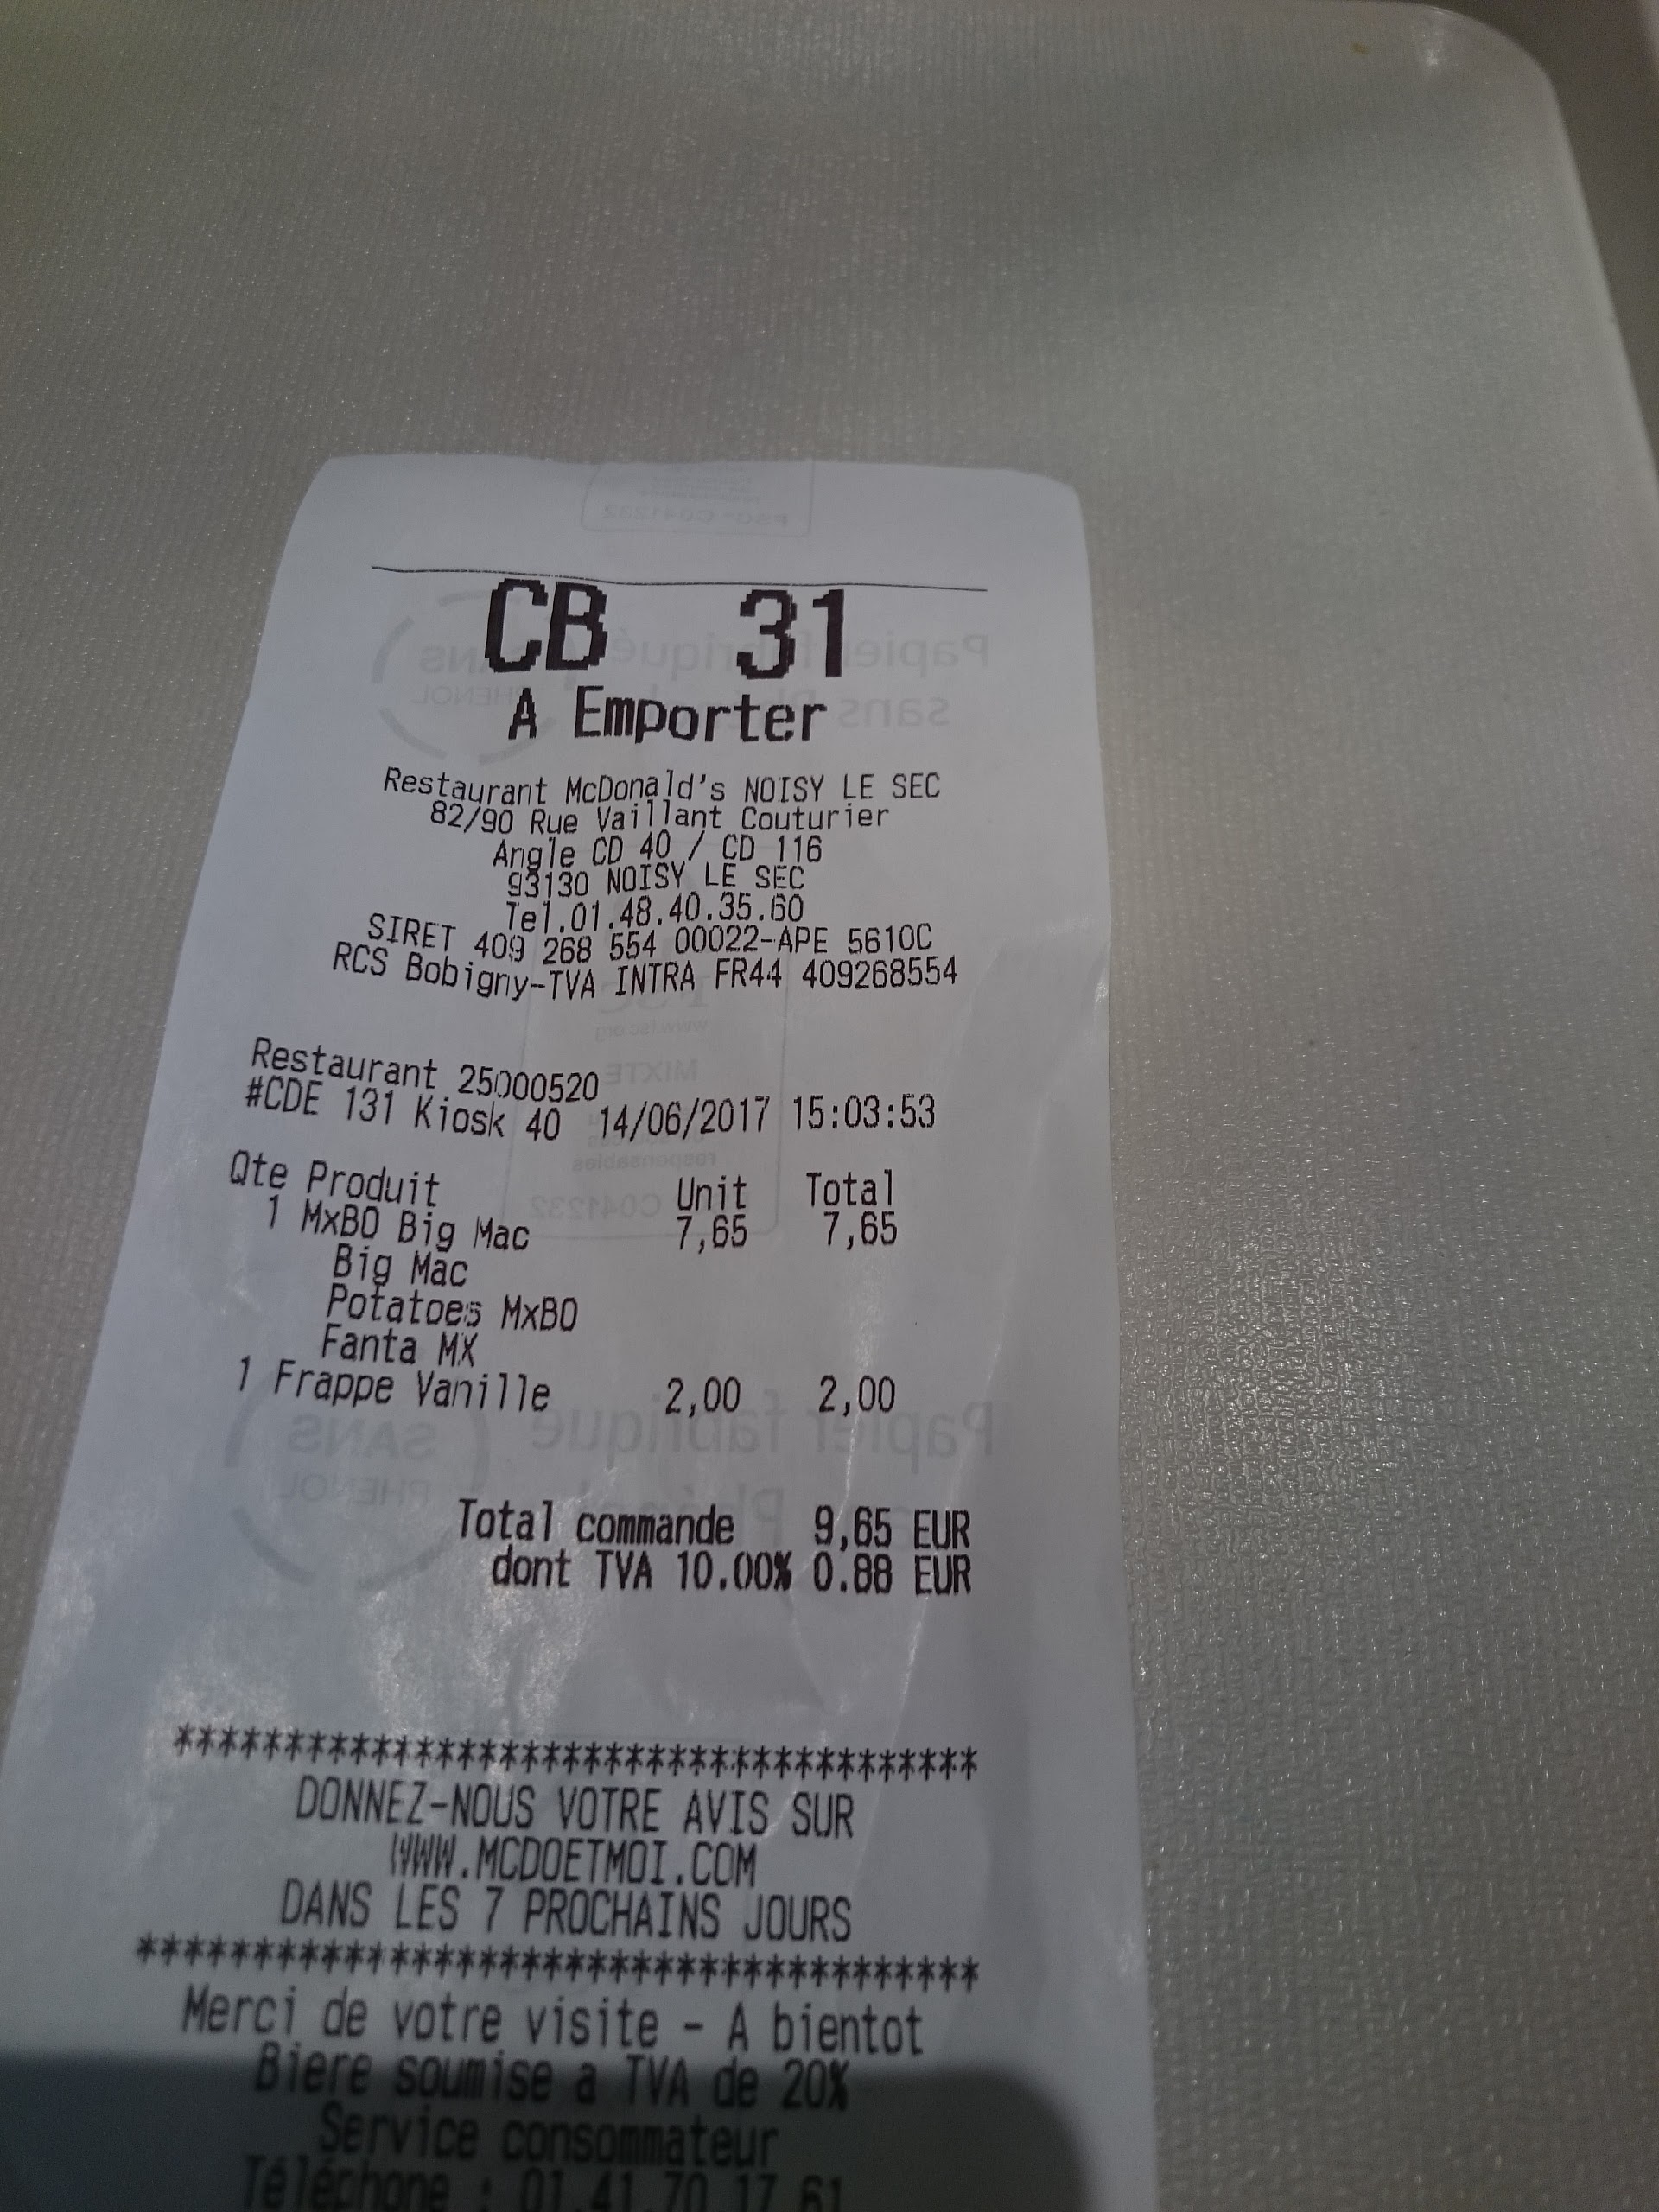 CB 31
A Emporter
Restaurant McDonald's NOISY LE SEC
82/90 Rue Vaillant Couturier
Angle CD 40 / CD 116
93130 NOISY LE SEC
Tel.01.48.40.35.60
SIRET 409 268 554 00022-APE 5610C
RCS Bobigny-TVA INTRA FR44 409268554
Restaurant 25000520
#CDE 131 Kiosk 40 14/06/2017 15:03:53
Qte Produit Unit Total
1 MxBO Big Mac 7,65 7,65
Big Mac
Potatoes MxBO
Fanta MX
1 Frappe Vanille 2,00 2,00
Total commande 9,65 EUR
dont TVA 10.00% 0.88 EUR
*************************************
DONNEZ-NOUS VOTRE AVIS SUR
WWW.MCDOETMOI.COM
DANS LES 7 PROCHAINS JOURS
*************************************
Merci de votre visite - A bientot
Biere soumise a TVA de 20%
Service consommateur
Téléphone : 01.41.70.17.61